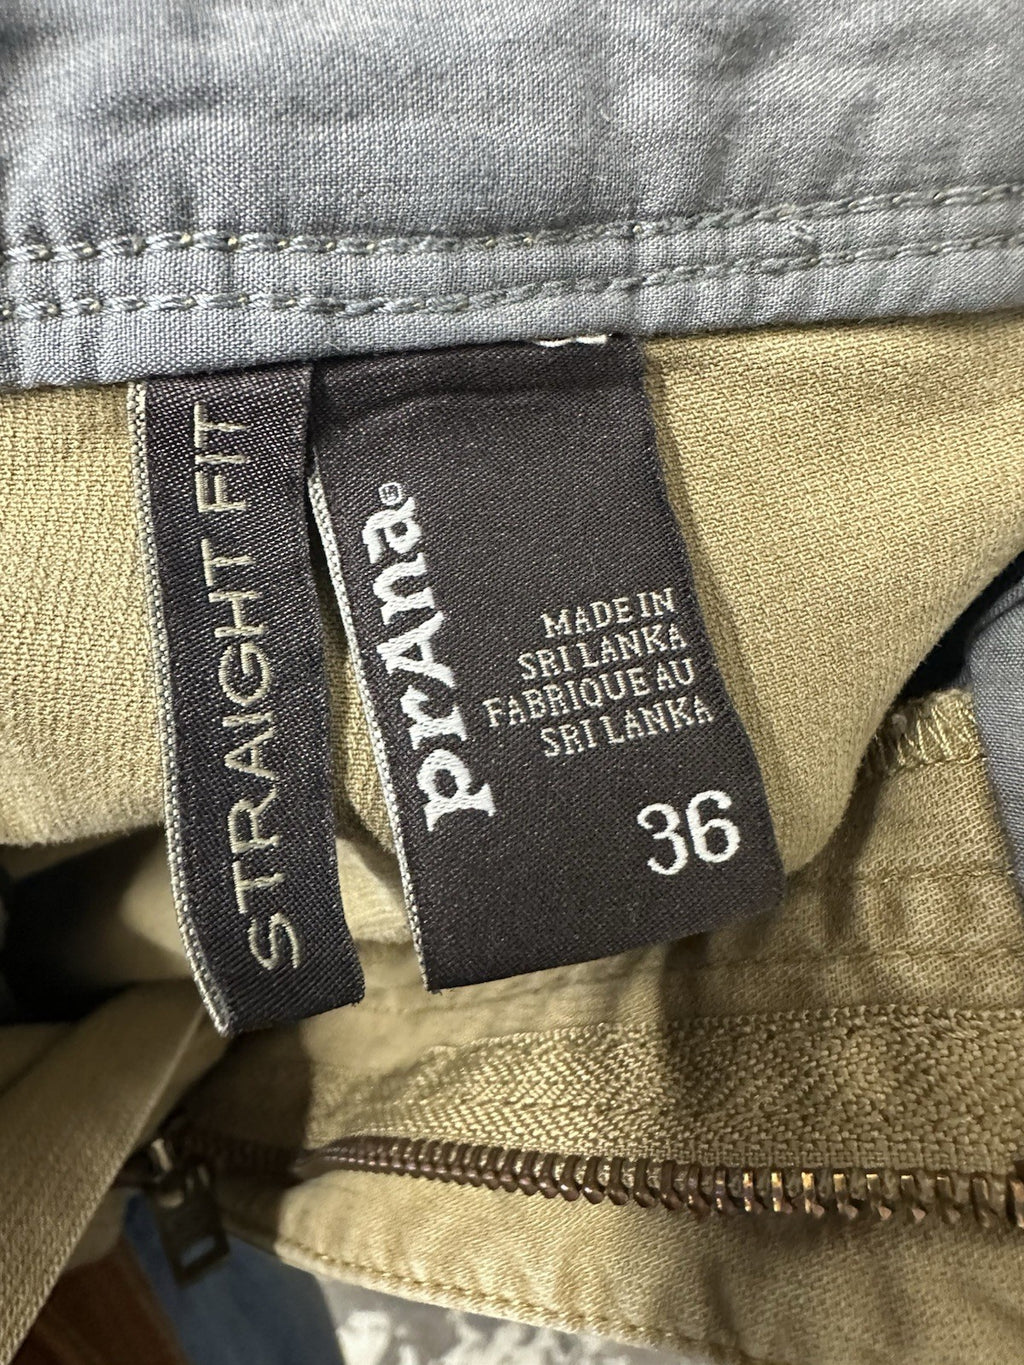 STRAIGHT FIT
prAna®
MADE IN
SRI LANKA
FABRIQUE AU
SRI LANKA
36